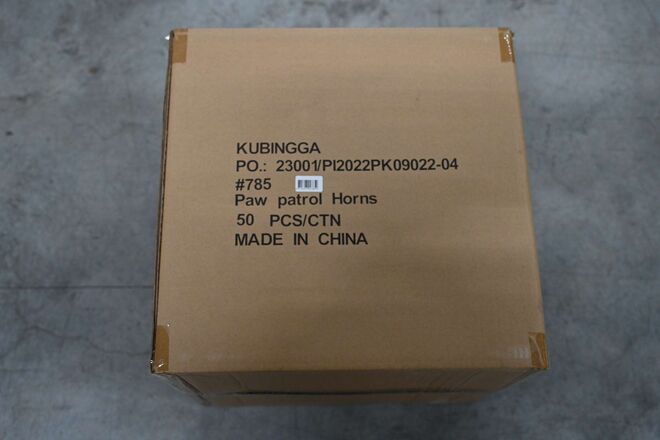 KUBINGGA
PO.: 23001/PI2022PK09022-04
#785
Paw patrol Horns
50 PCS/CTN
MADE IN CHINA